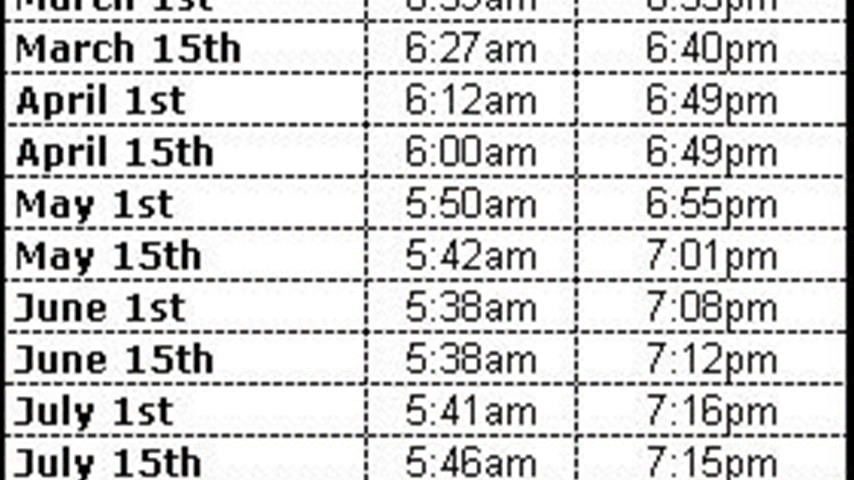 March 1st
March 15th 6:27am 6:40pm
April 1st 6:12am 6:49pm
April 15th 6:00am 6:49pm
May 1st 5:50am 6:55pm
May 15th 5:42am 7:01pm
June 1st 5:38am 7:08pm
June 15th 5:38am 7:12pm
July 1st 5:41am 7:16pm
July 15th 5:46am 7:15pm